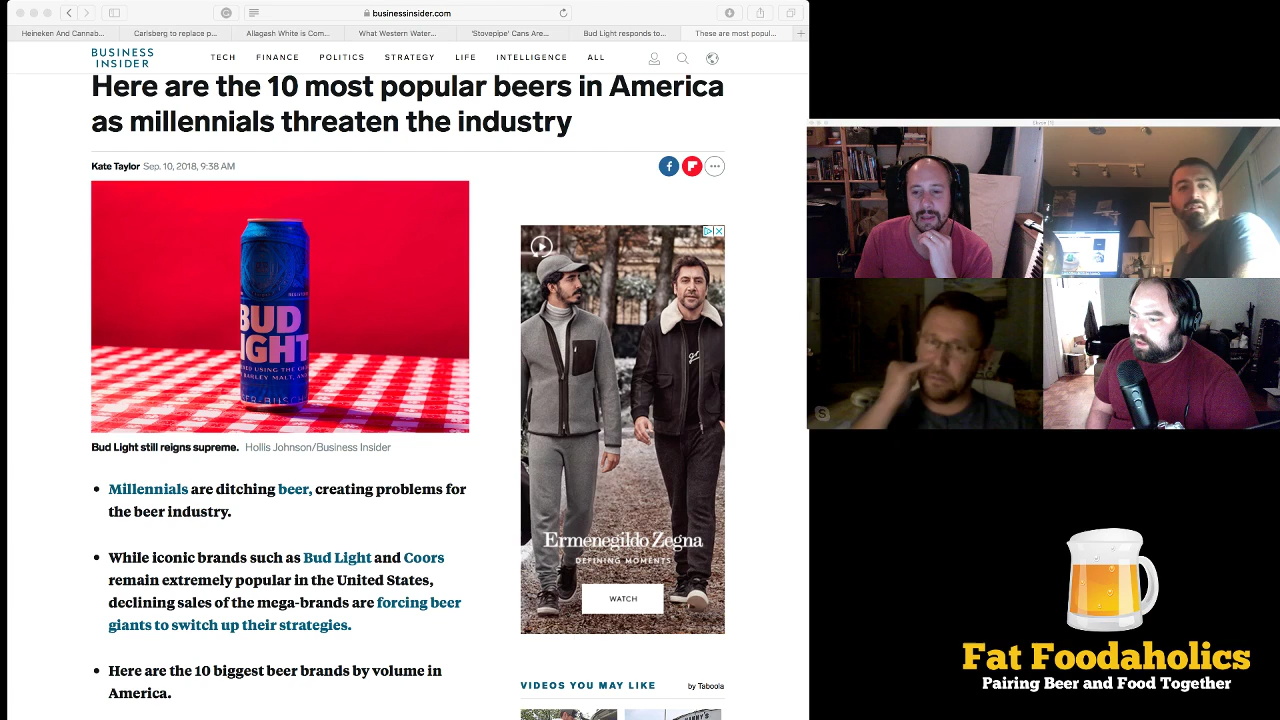 businessinsider.com
Heineken And Cannab...
Carlsberg to replace p...
Allagash White is Com...
What Western Water...
'Stovepipe' Cans Are...
Bud Light responds to...
These are most popul...
BUSINESS
INSIDER
TECH
FINANCE
POLITICS
STRATEGY
LIFE
INTELLIGENCE
ALL
Here are the 10 most popular beers in America
as millennials threaten the industry
Kate Taylor Sep. 10, 2018, 9:38 AM
BUD
IGHT
Bud Light still reigns supreme. Hollis Johnson/Business Insider
Millennials are ditching beer, creating problems for
the beer industry.
While iconic brands such as Bud Light and Coors
remain extremely popular in the United States,
declining sales of the mega-brands are forcing beer
giants to switch up their strategies.
Here are the 10 biggest beer brands by volume in
America.
Ermenegildo Zegna
DEFINING MOMENTS
WATCH
VIDEOS YOU MAY LIKE
by Taboola
Fat Foodaholics
Pairing Beer and Food Together